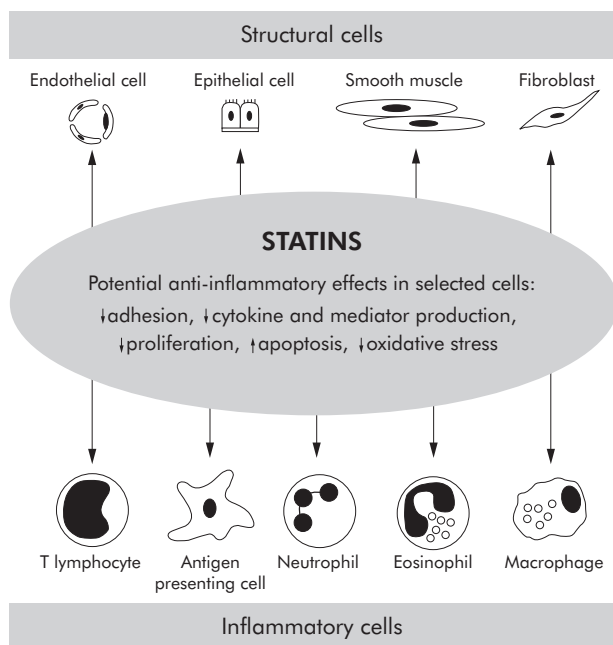 Structural cells
Endothelial cell Epithelial cell Smooth muscle Fibroblast
STATINS
Potential anti-inflammatory effects in selected cells:
↓adhesion, ↓cytokine and mediator production,
↓proliferation, ↑apoptosis, ↓oxidative stress
T lymphocyte Antigen Neutrophil Eosinophil Macrophage
presenting cell
Inflammatory cells